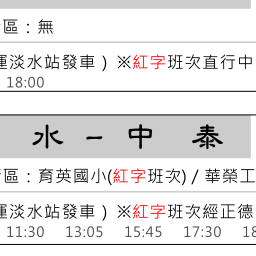 區：無
運淡水站發車 ）※紅字班次直行中
18:00
水 – 中 泰
區：育英國小(紅字班次) / 華榮工
運淡水站發車 ）※紅字班次經正德
11:30 13:05 15:45 17:30 18